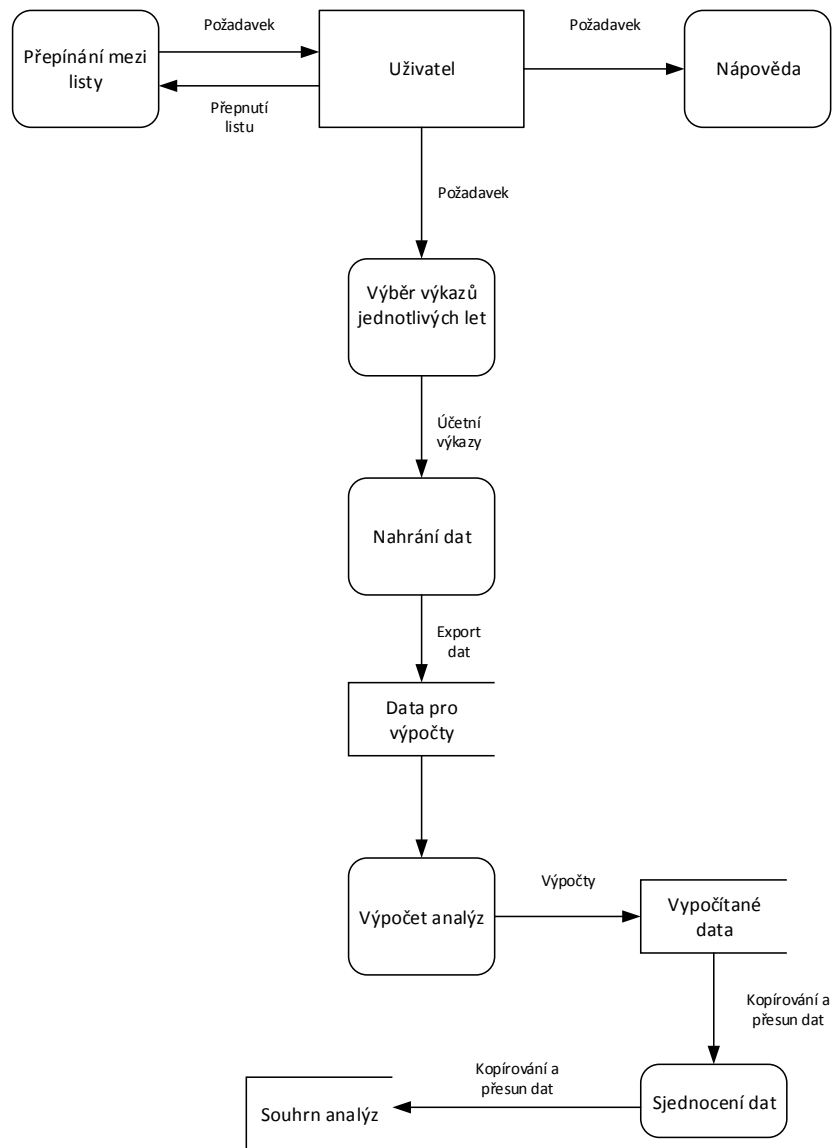 Požadavek
Požadavek
Přepínání mezi
listy
Uživatel
Nápověda
Přepnutí
listu
Požadavek
Výběr výkazů
jednotlivých let
Účetní
výkazy
Nahrání dat
Export
dat
Data pro
výpočty
Výpočty
Výpočet analýz
Vypočítané
data
Kopírování a
přesun dat
Kopírování a
přesun dat
Sjednocení dat
Souhrn analýz